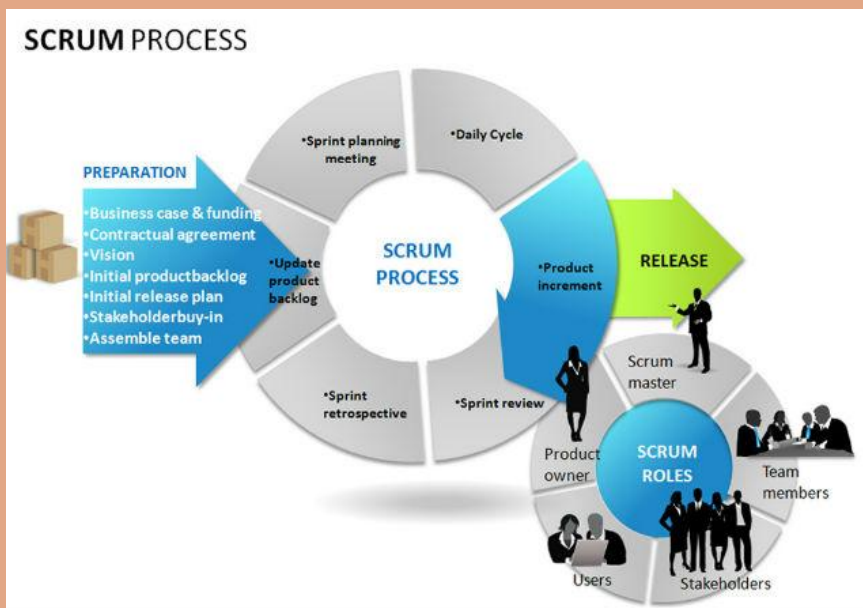 SCRUM PROCESS
PREPARATION
•Business case & funding
•Contractual agreement
•Vision
•Initial productbacklog
•Initial release plan
•Stakeholderbuy-in
•Assemble team
•Sprint planning
meeting
•Daily Cycle
•Update
product
backlog
SCRUM
PROCESS
•Product
increment
RELEASE
•Sprint
retrospective
•Sprint review
Scrum
master
Product
owner
SCRUM
ROLES
Team
members
Users
Stakeholders